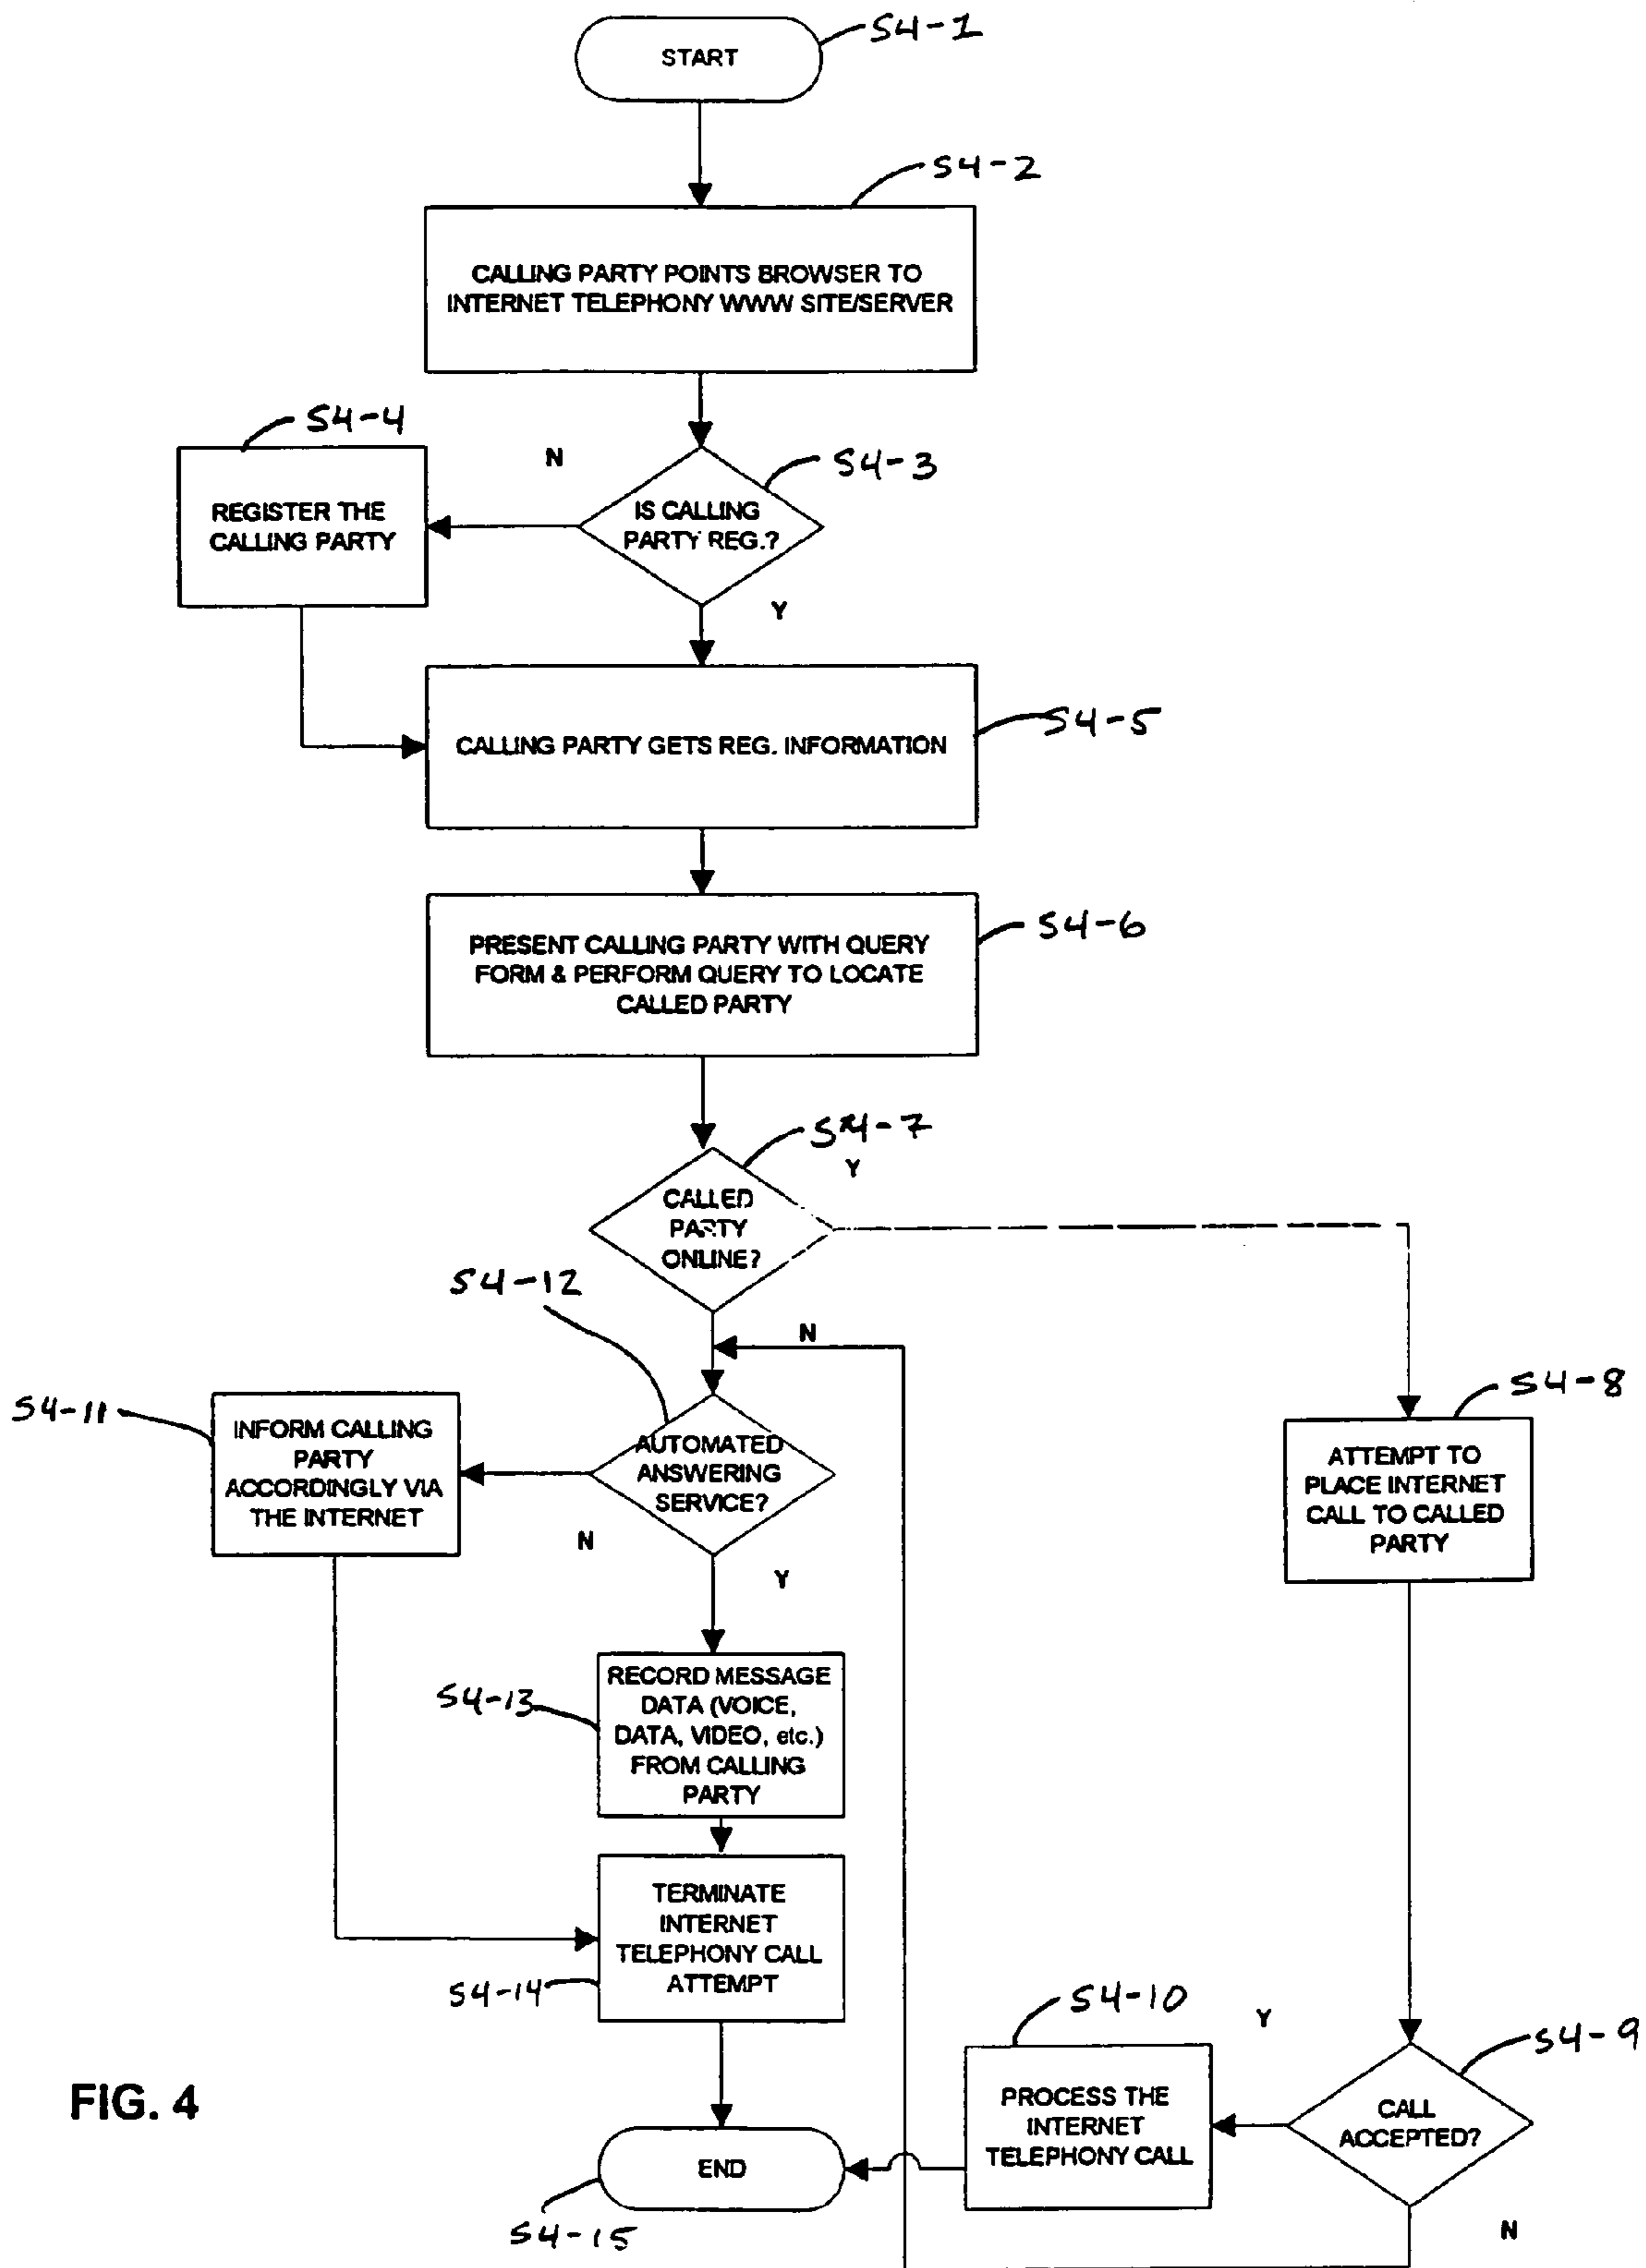 START
S4-1
S4-2
CALLING PARTY POINTS BROWSER TO
INTERNET TELEPHONY WWW SITE/SERVER
S4-4
N
S4-3
REGISTER THE
CALLING PARTY
IS CALLING
PARTY REG.?
Y
S4-5
CALLING PARTY GETS REG. INFORMATION
S4-6
PRESENT CALLING PARTY WITH QUERY
FORM & PERFORM QUERY TO LOCATE
CALLED PARTY
S4-7
Y
CALLED
PARTY
ONLINE?
S4-12
N
S4-11
INFORM CALLING
PARTY
ACCORDINGLY VIA
THE INTERNET
AUTOMATED
ANSWERING
SERVICE?
N
Y
S4-8
ATTEMPT TO
PLACE INTERNET
CALL TO CALLED
PARTY
S4-13
RECORD MESSAGE
DATA (VOICE,
DATA, VIDEO, etc.)
FROM CALLING
PARTY
TERMINATE
INTERNET
TELEPHONY CALL
ATTEMPT
S4-14
S4-10
Y
S4-9
PROCESS THE
INTERNET
TELEPHONY CALL
CALL
ACCEPTED?
FIG. 4
END
S4-15
N